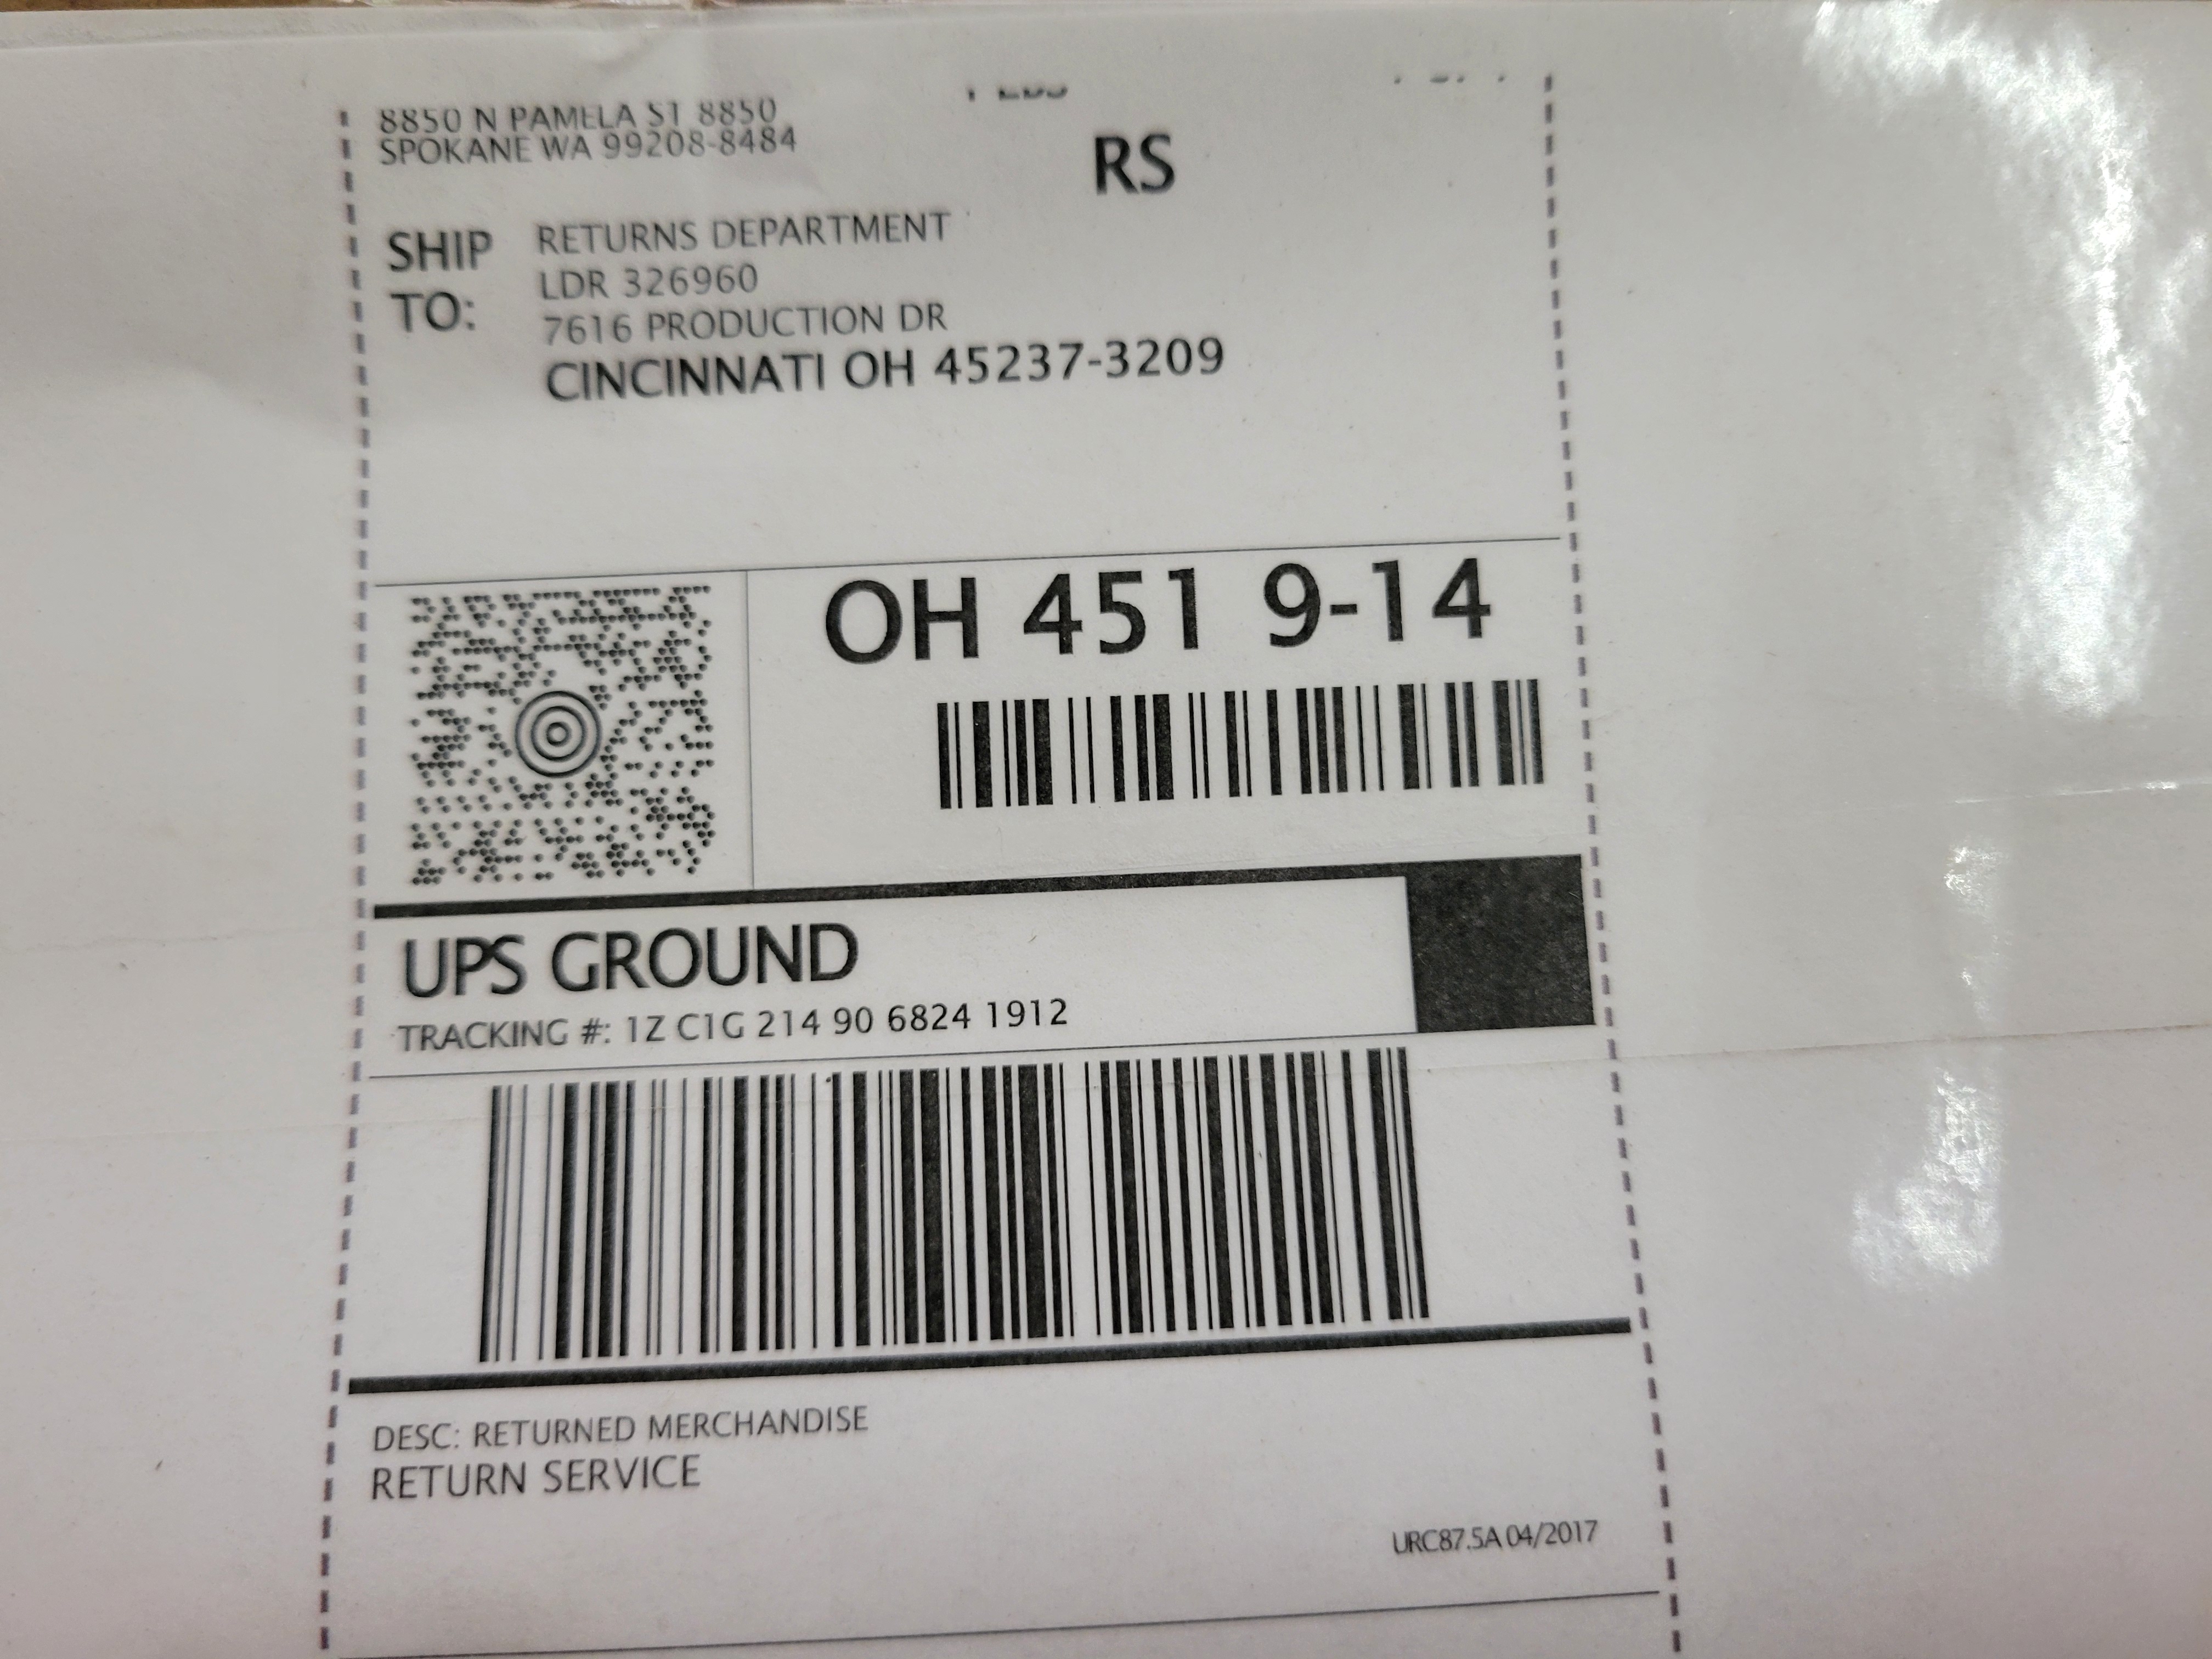 8850 N PAMELA ST 8850
SPOKANE WA 99208-8484
RS
SHIP TO:
RETURNS DEPARTMENT
LDR 326960
7616 PRODUCTION DR
CINCINNATI OH 45237-3209
OH 451 9-14
UPS GROUND
TRACKING #: 1Z C1G 214 90 6824 1912
DESC: RETURNED MERCHANDISE
RETURN SERVICE
URC87.5A 04/2017